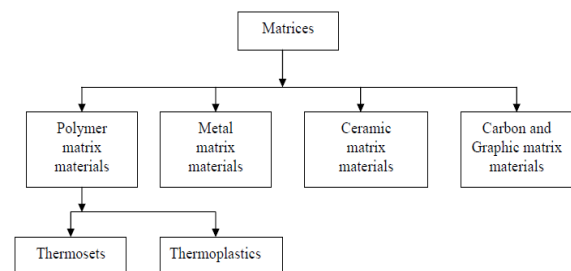 Matrices
Polymer
matrix
materials
Metal
matrix
materials
Ceramic
matrix
materials
Carbon and
Graphic matrix
materials
Thermosets
Thermoplastics